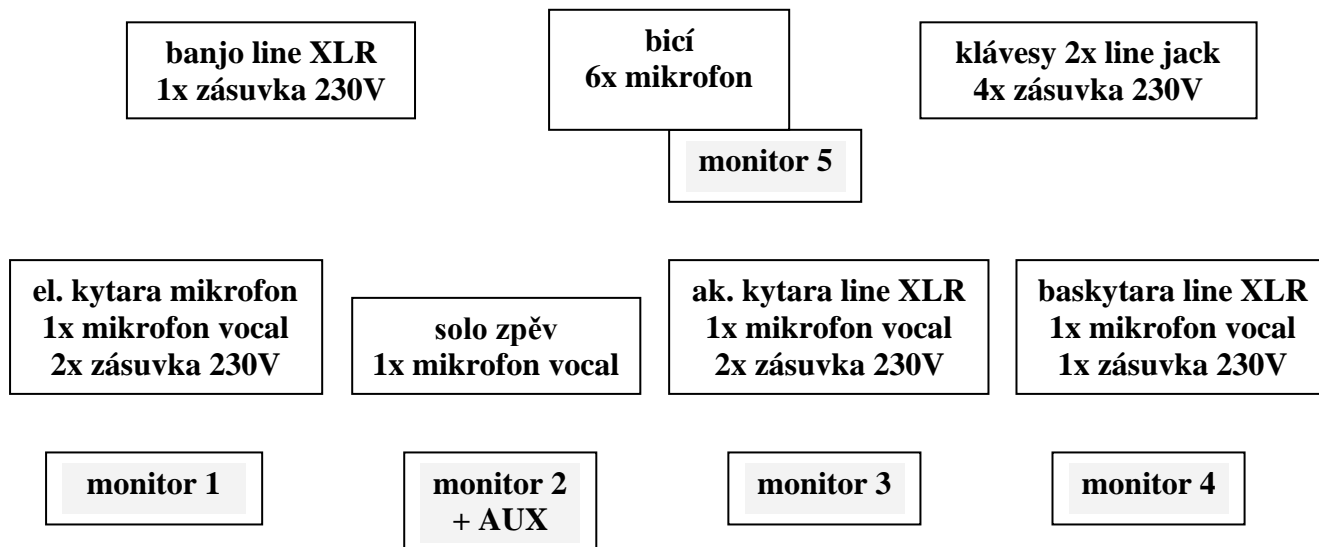 banjo line XLR
1x zásuvka 230V
bicí
6x mikrofon
klávesy 2x line jack
4x zásuvka 230V
monitor 5
el. kytara mikrofon
1x mikrofon vocal
2x zásuvka 230V
solo zpěv
1x mikrofon vocal
ak. kytara line XLR
1x mikrofon vocal
2x zásuvka 230V
baskytara line XLR
1x mikrofon vocal
1x zásuvka 230V
monitor 1
monitor 2
+ AUX
monitor 3
monitor 4